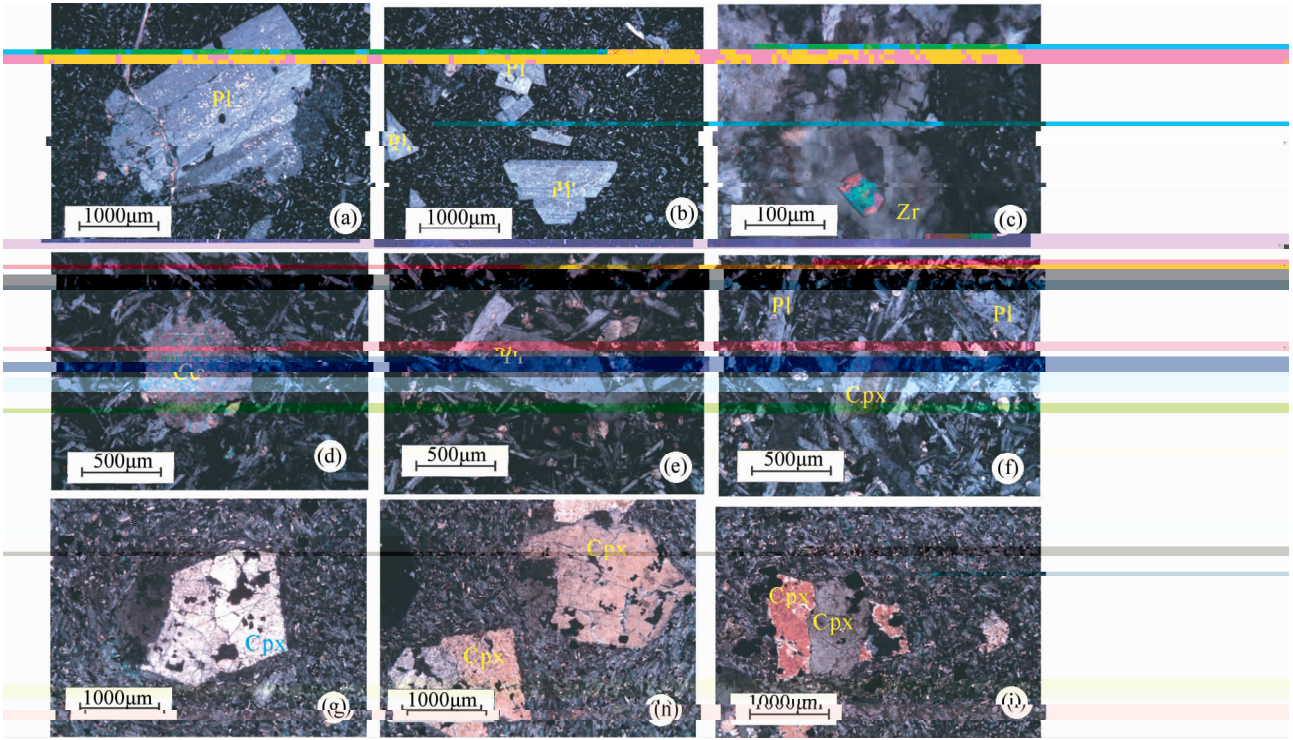 Pl
1000μm
(a)
Pl
Pl
Pl
1000μm
(b)
Zr
100μm
(c)
500μm
(d)
500μm
(e)
Pl
Pl
Cpx
500μm
(f)
Cpx
1000μm
(g)
Cpx
Cpx
1000μm
(h)
Cpx
Cpx
1000μm
(i)